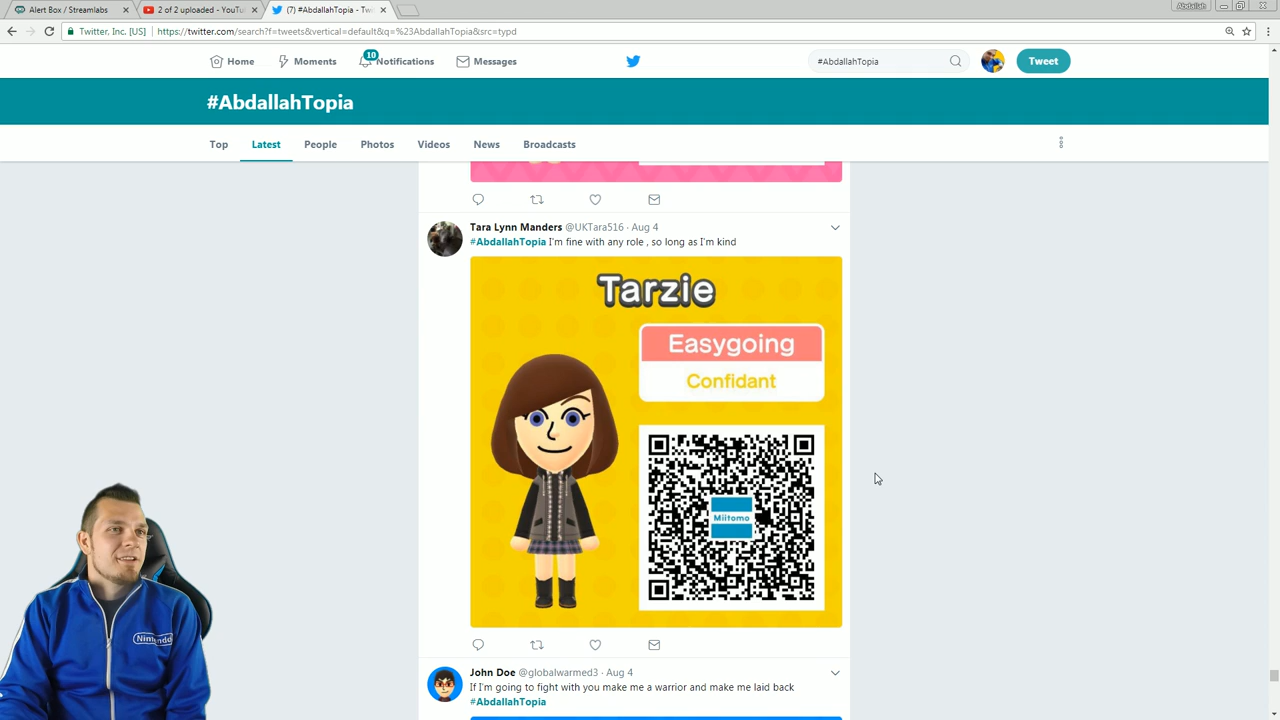 Alert Box / Streamlabs
2 of 2 uploaded - YouTu
(7) #AbdallahTopia - Twe
Abdallah
Twitter, Inc. [US]
https://twitter.com/search?f=tweets&vertical=default&q=%23AbdallahTopia&src=typd
Home
Moments
10
Notifications
Messages
#AbdallahTopia
Tweet
#AbdallahTopia
Top
Latest
People
Photos
Videos
News
Broadcasts
Tara Lynn Manders @UKTara516 · Aug 4
#AbdallahTopia I'm fine with any role , so long as I'm kind
Tarzie
Easygoing
Confidant
Miitomo
Nintendo
John Doe @globalwarmed3 · Aug 4
If I'm going to fight with you make me a warrior and make me laid back
#AbdallahTopia